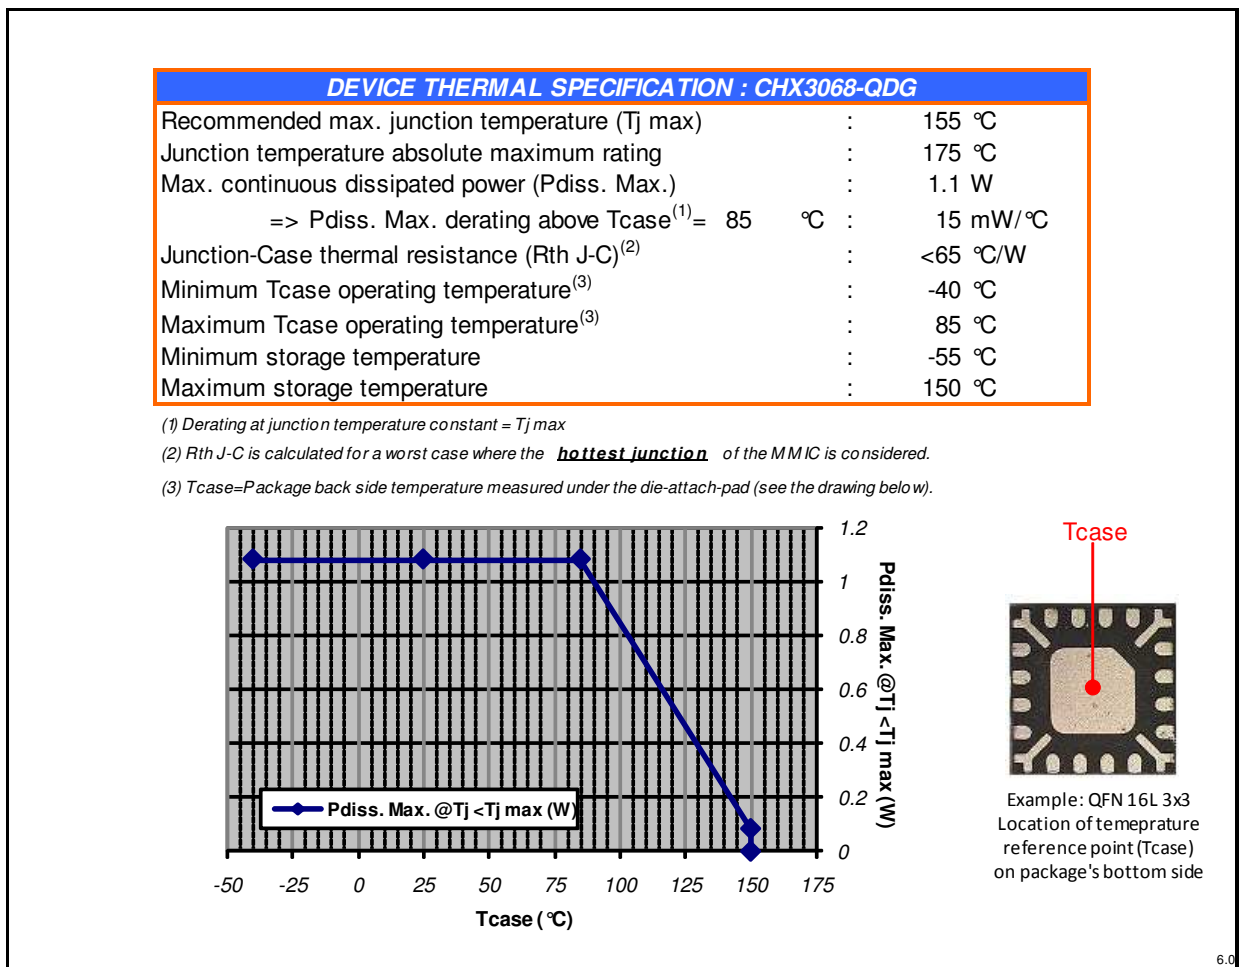 DEVICE THERMAL SPECIFICATION : CHX3068-QDG
Recommended max. junction temperature (Tj max) : 155 °C
Junction temperature absolute maximum rating : 175 °C
Max. continuous dissipated power (Pdiss. Max.) : 1.1 W
=> Pdiss. Max. derating above Tcase(1)= 85 °C : 15 mW/°C
Junction-Case thermal resistance (Rth J-C)(2) : <65 °C/W
Minimum Tcase operating temperature(3) : -40 °C
Maximum Tcase operating temperature(3) : 85 °C
Minimum storage temperature : -55 °C
Maximum storage temperature : 150 °C
(1) Derating at junction temperature constant = Tj max
(2) Rth J-C is calculated for a worst case where the hottest junction of the MMIC is considered.
(3) Tcase=Package back side temperature measured under the die-attach-pad (see the drawing below).
1.2
1
0.8
0.6
0.4
0.2
0
Pdiss. Max. @Tj <Tj max (W)
Pdiss. Max. @Tj <Tj max (W)
-50 -25 0 25 50 75 100 125 150 175
Tcase (°C)
Tcase
Example: QFN 16L 3x3
Location of temeprature
reference point (Tcase)
on package's bottom side
6.0